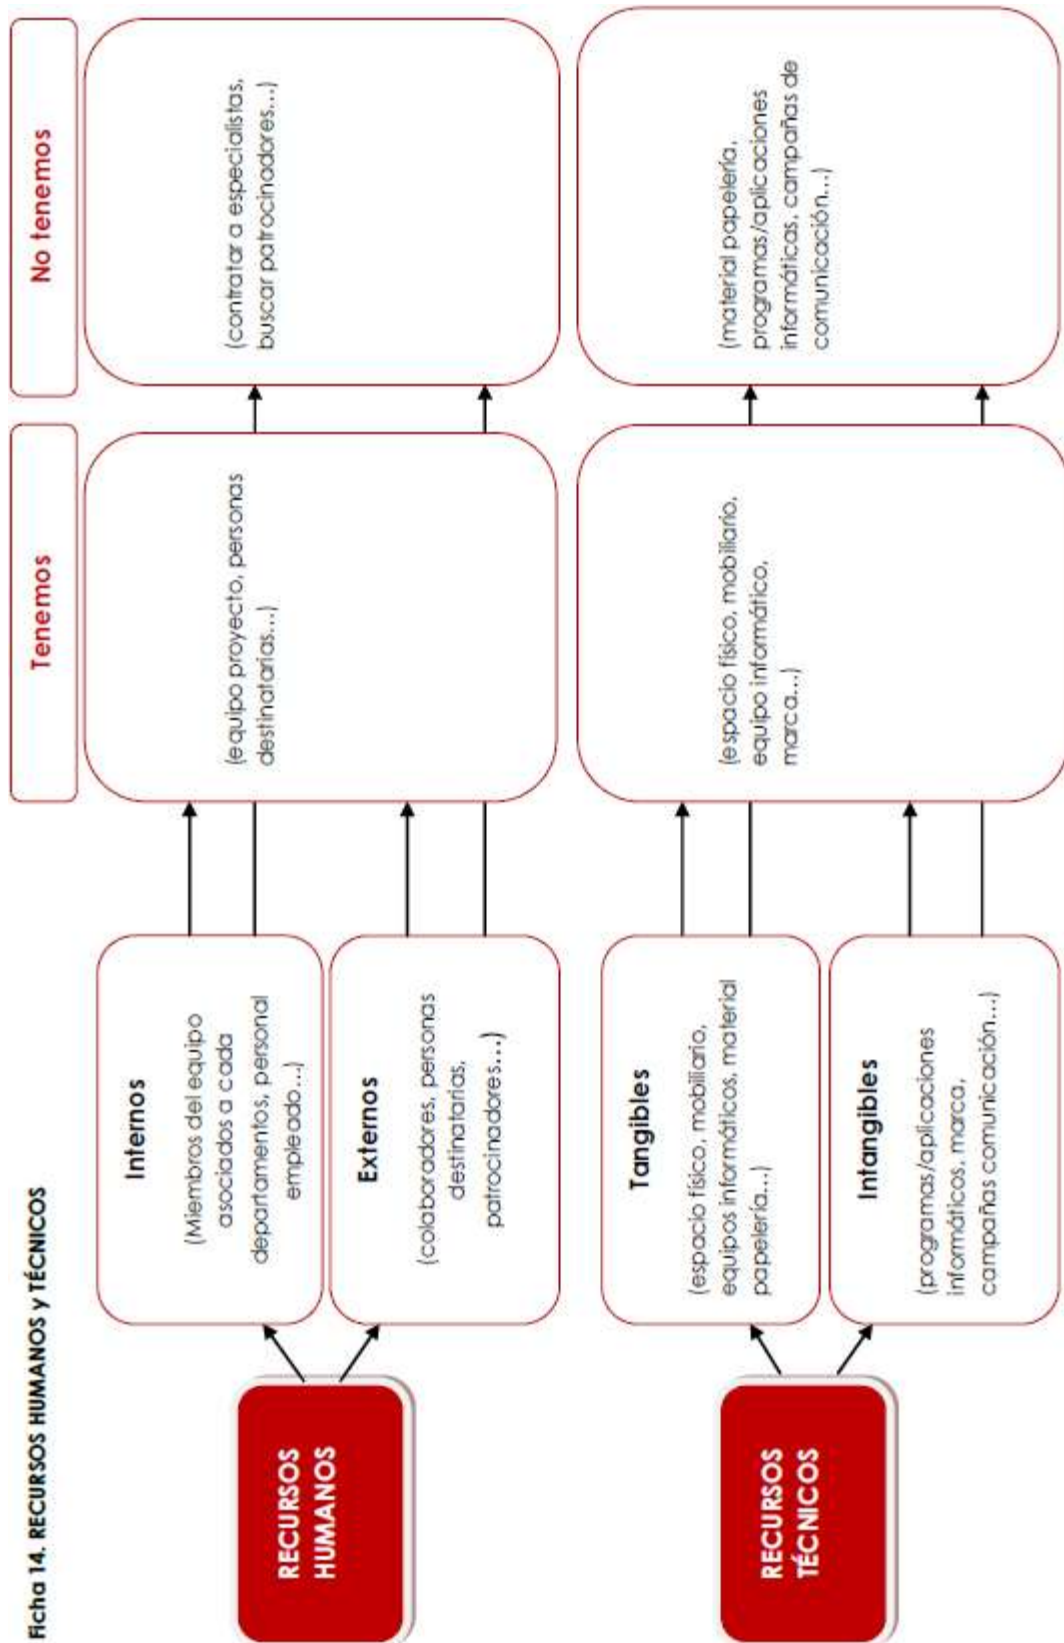 Ficha 14. RECURSOS HUMANOS y TÉCNICOS
Tenemos
No tenemos
RECURSOS
HUMANOS
Internos
(Miembros del equipo
asociados a cada
departamentos, personal
empleado...)
Externos
(colaboradores, personas
destinatarias,
patrocinadores...)
(equipo proyecto, personas
destinatarias...)
(contratar a especialistas,
buscar patrocinadores...)
RECURSOS
TÉCNICOS
Tangibles
(espacio físico, mobiliario,
equipos informáticos, material
papelería...)
Intangibles
(programas/aplicaciones
informáticos, marca,
campañas comunicación...)
(espacio físico, mobiliario,
equipo informático,
marca...)
(material papelería,
programas/aplicaciones
informáticas, campañas de
comunicación...)